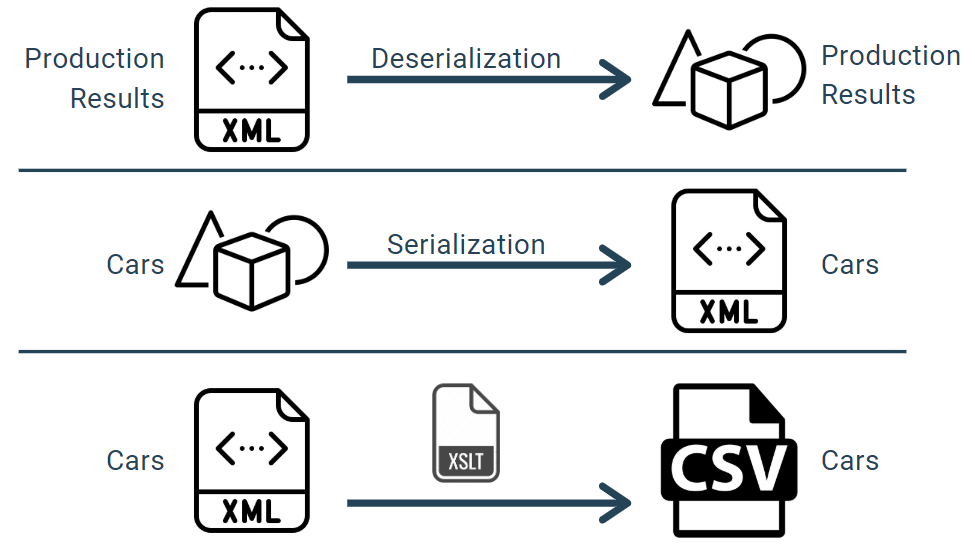 Production
Results
XML
Deserialization
Production
Results
Cars
Serialization
XML
Cars
Cars
XML
XSLT
CSV
Cars